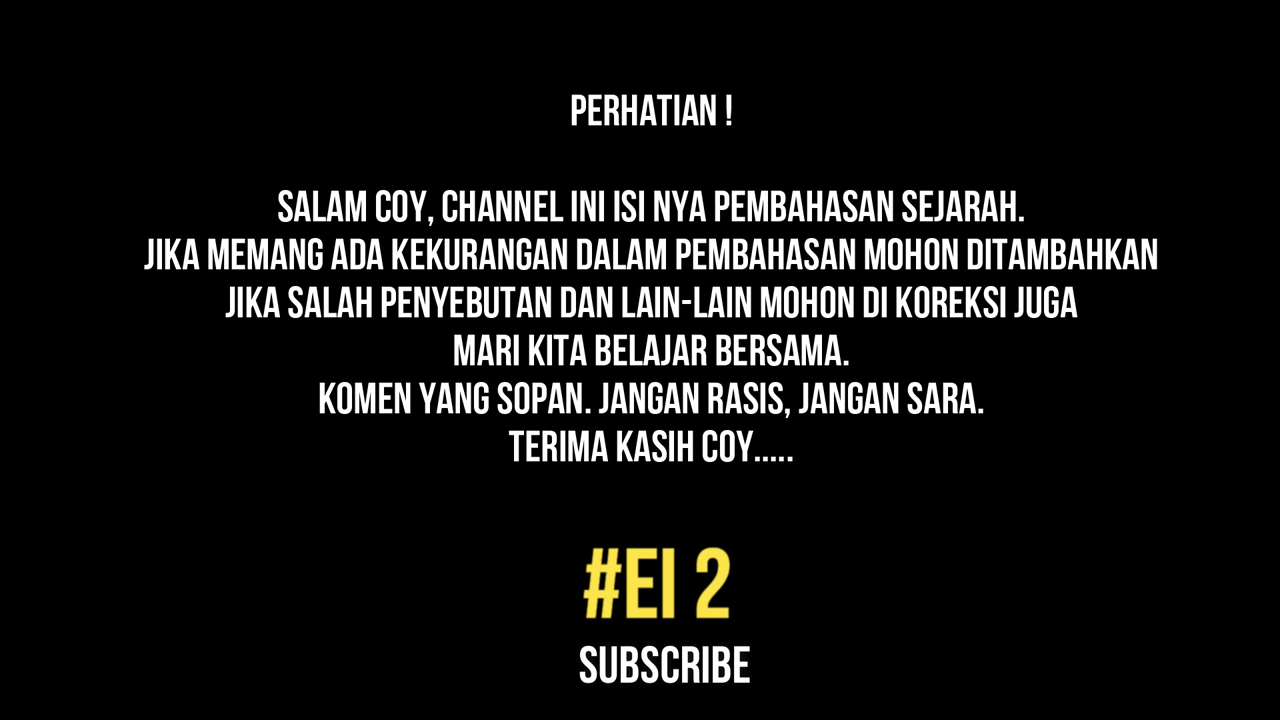 PERHATIAN !
SALAM COY, CHANNEL INI ISI NYA PEMBAHASAN SEJARAH.
JIKA MEMANG ADA KEKURANGAN DALAM PEMBAHASAN MOHON DITAMBAHKAN
JIKA SALAH PENYEBUTAN DAN LAIN-LAIN MOHON DI KOREKSI JUGA
MARI KITA BELAJAR BERSAMA.
KOMEN YANG SOPAN. JANGAN RASIS, JANGAN SARA.
TERIMA KASIH COY.....
#EI 2
SUBSCRIBE